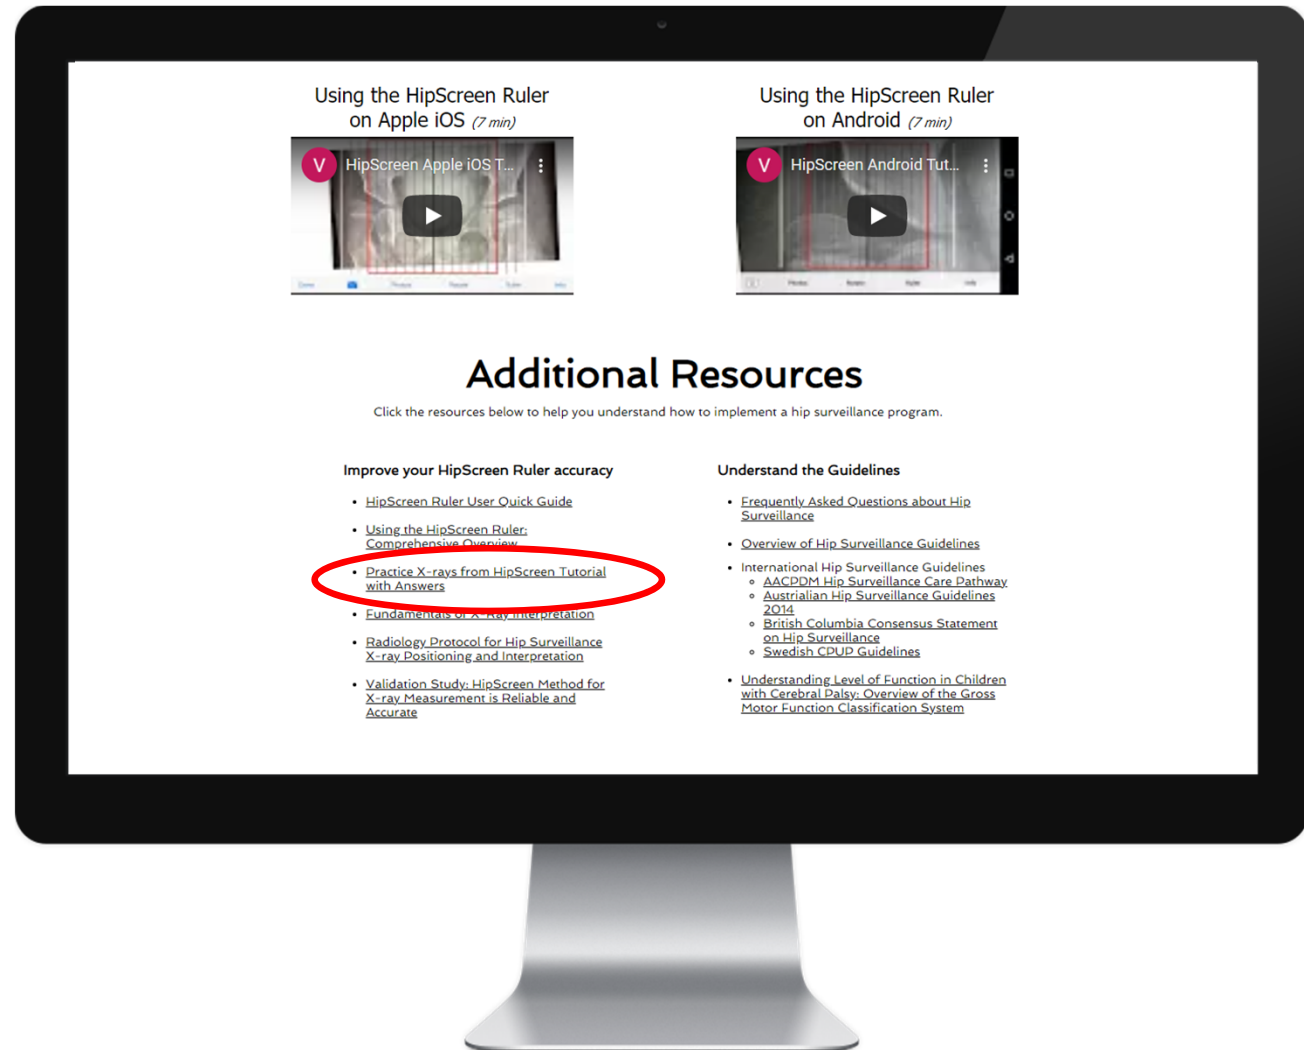 Using the HipScreen Ruler
on Apple iOS (7 min)
V HipScreen Apple iOS T...
Using the HipScreen Ruler
on Android (7 min)
V HipScreen Android Tut...
Additional Resources
Click the resources below to help you understand how to implement a hip surveillance program.
Improve your HipScreen Ruler accuracy
• HipScreen Ruler User Quick Guide
• Using the HipScreen Ruler:
Comprehensive Overview
• Practice X-rays from HipScreen Tutorial
with Answers
• Fundamentals of X-Ray Interpretation
• Radiology Protocol for Hip Surveillance
X-ray Positioning and Interpretation
• Validation Study: HipScreen Method for
X-ray Measurement is Reliable and
Accurate
Understand the Guidelines
• Frequently Asked Questions about Hip
Surveillance
• Overview of Hip Surveillance Guidelines
• International Hip Surveillance Guidelines
AACPDM Hip Surveillance Care Pathway
Austrialian Hip Surveillance Guidelines
2014
British Columbia Consensus Statement
on Hip Surveillance
Swedish CPUP Guidelines
• Understanding Level of Function in Children
with Cerebral Palsy: Overview of the Gross
Motor Function Classification System